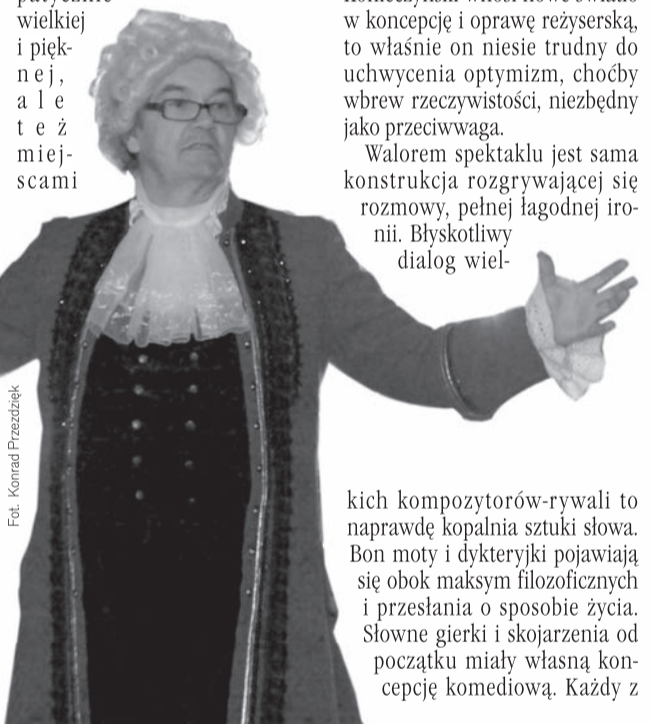 wielkiej
i pięk-
nej,
ale
też
miej-
scami
w koncepcję i oprawę reżyserską,
to właśnie on niesie trudny do
uchwycenia optymizm, choćby
wbrew rzeczywistości, niezbędny
jako przeciwwaga.
Walorem spektaklu jest sama
konstrukcja rozgrywającej się
rozmowy, pełnej łagodnej iro-
nii. Błyskotliwy
dialog wiel-
kich kompozytorów-rywali to
naprawdę kopalnia sztuki słowa.
Bon moty i dykteryjki pojawiają
się obok maksym filozoficznych
i przesłania o sposobie życia.
Słowne gierki i skojarzenia od
początku miały własną kon-
cepcję komediową. Każdy z
Fot. Konrad Przezdzięk